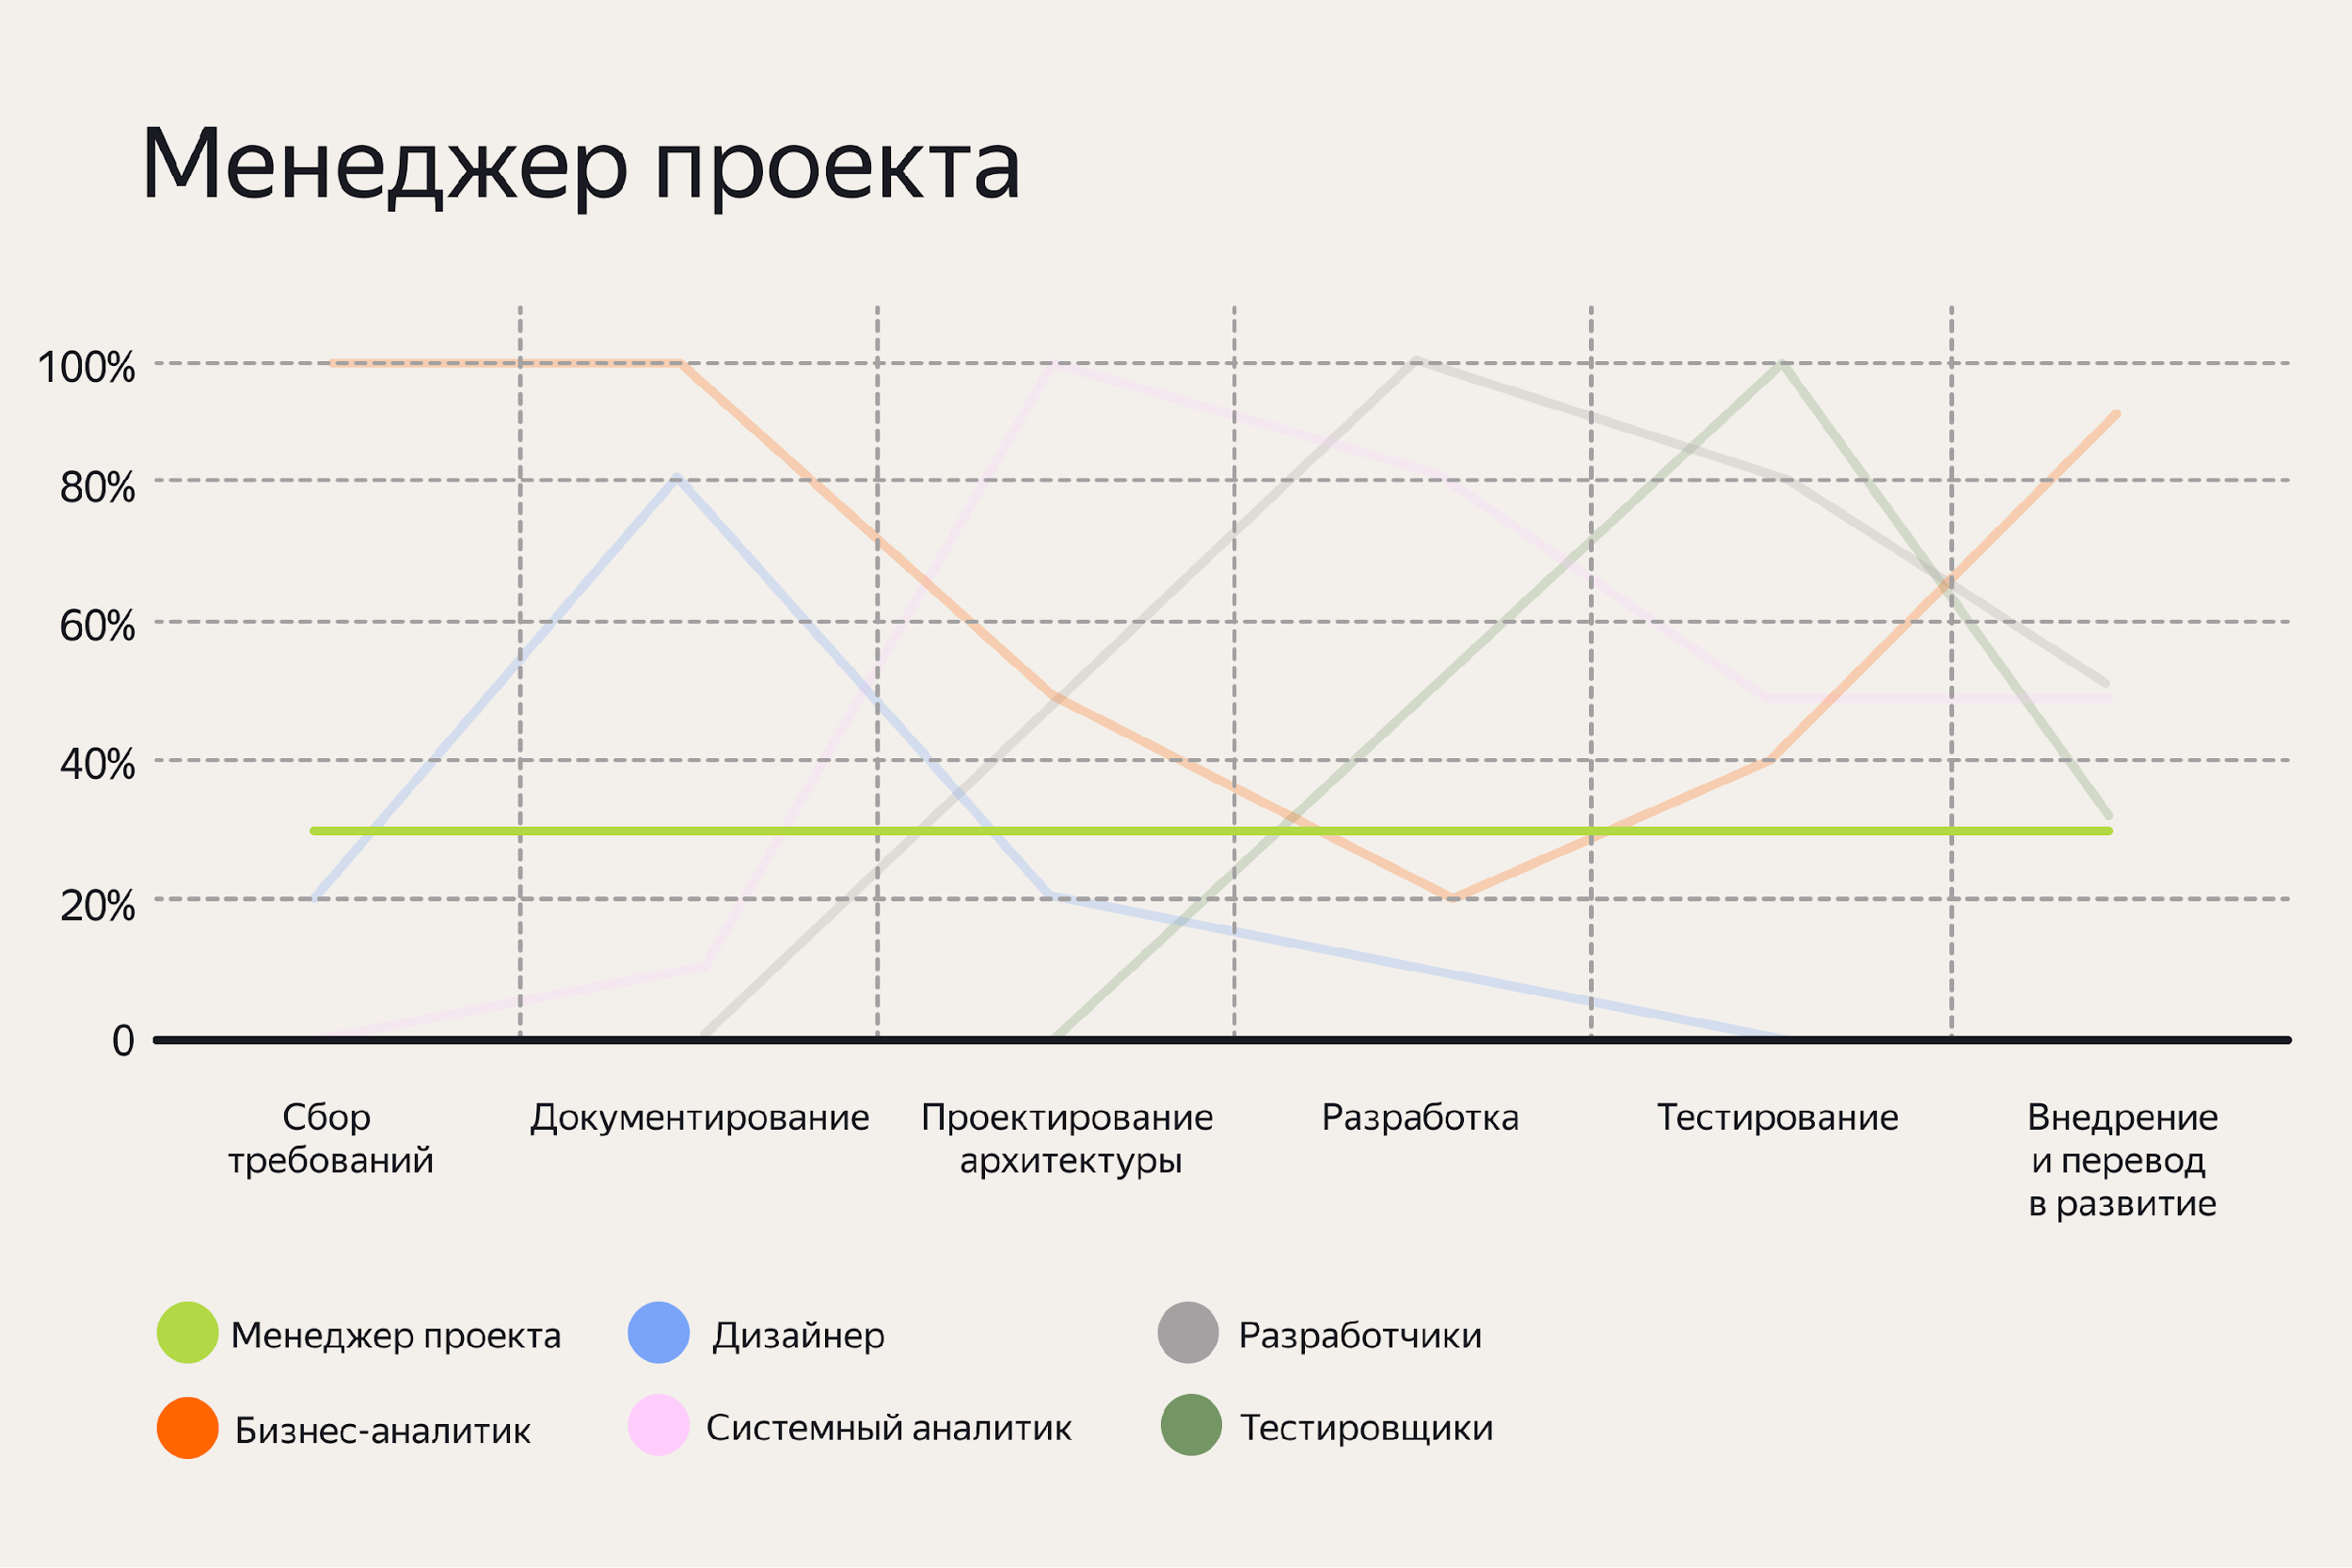 Менеджер проекта
100%
80%
60%
40%
20%
0
Сбор
требований
Документирование
Проектирование
архитектуры
Разработка
Тестирование
Внедрение
и перевод
в развитие
Менеджер проекта
Дизайнер
Разработчики
Бизнес-аналитик
Системный аналитик
Тестировщики